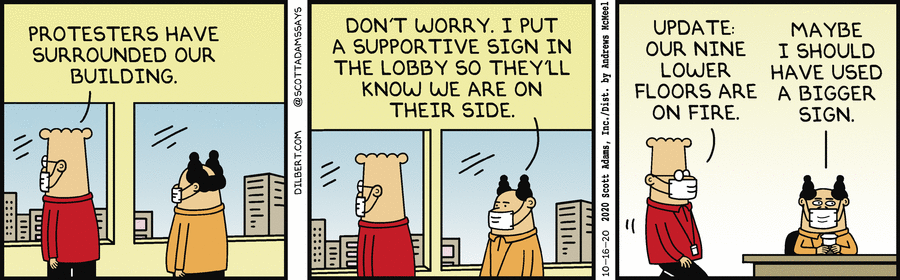 PROTESTERS HAVE
SURROUNDED OUR
BUILDING.
DILBERT.COM @SCOTTADAMSSAYS
DON'T WORRY. I PUT
A SUPPORTIVE SIGN IN
THE LOBBY SO THEY'LL
KNOW WE ARE ON
THEIR SIDE.
10-16-20 2020 Scott Adams, Inc./Dist. by Andrews McMeel
UPDATE:
OUR NINE
LOWER
FLOORS ARE
ON FIRE.
MAYBE
I SHOULD
HAVE USED
A BIGGER
SIGN.